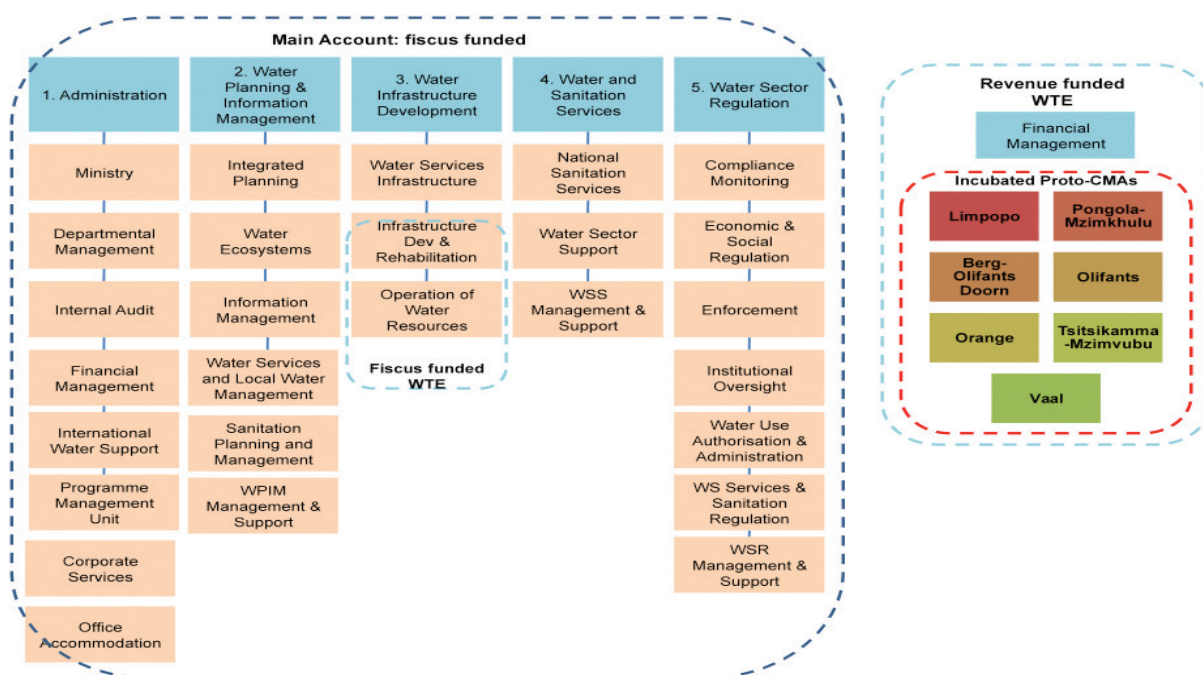 Main Account: fiscus funded
1. Administration
Ministry
Departmental
Management
Internal Audit
Financial
Management
International
Water Support
Programme
Management
Unit
Corporate
Services
Office
Accommodation
2. Water
Planning &
Information
Management
Integrated
Planning
Water
Ecosystems
Information
Management
Water Services
and Local Water
Management
Sanitation
Planning and
Management
WPIM
Management &
Support
3. Water
Infrastructure
Development
Water Services
Infrastructure
Infrastructure
Dev &
Rehabilitation
Operation of
Water
Resources
Fiscus funded
WTE
4. Water and
Sanitation
Services
National
Sanitation
Services
Water Sector
Support
WSS
Management &
Support
5. Water Sector
Regulation
Compliance
Monitoring
Economic &
Social
Regulation
Enforcement
Institutional
Oversight
Water Use
Authorisation &
Administration
WS Services &
Sanitation
Regulation
WSR
Management &
Support
Revenue funded
WTE
Financial
Management
Incubated Proto-CMAs
Limpopo
Pongola-
Mzimkhulu
Berg-
Olifants
Doorn
Olifants
Orange
Tsitsikamma
-Mzimvubu
Vaal